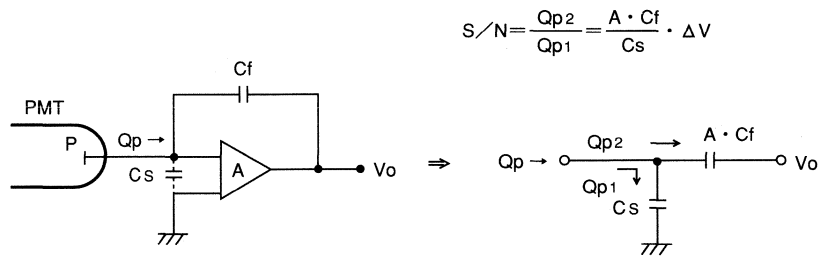 S/N=Qp2/Qp1=A・Cf/Cs・ΔV
Cf
PMT
P
Qp →
Cs
A
Vo
⇒
Qp →
Qp2 →
A・Cf
Vo
Qp1
Cs